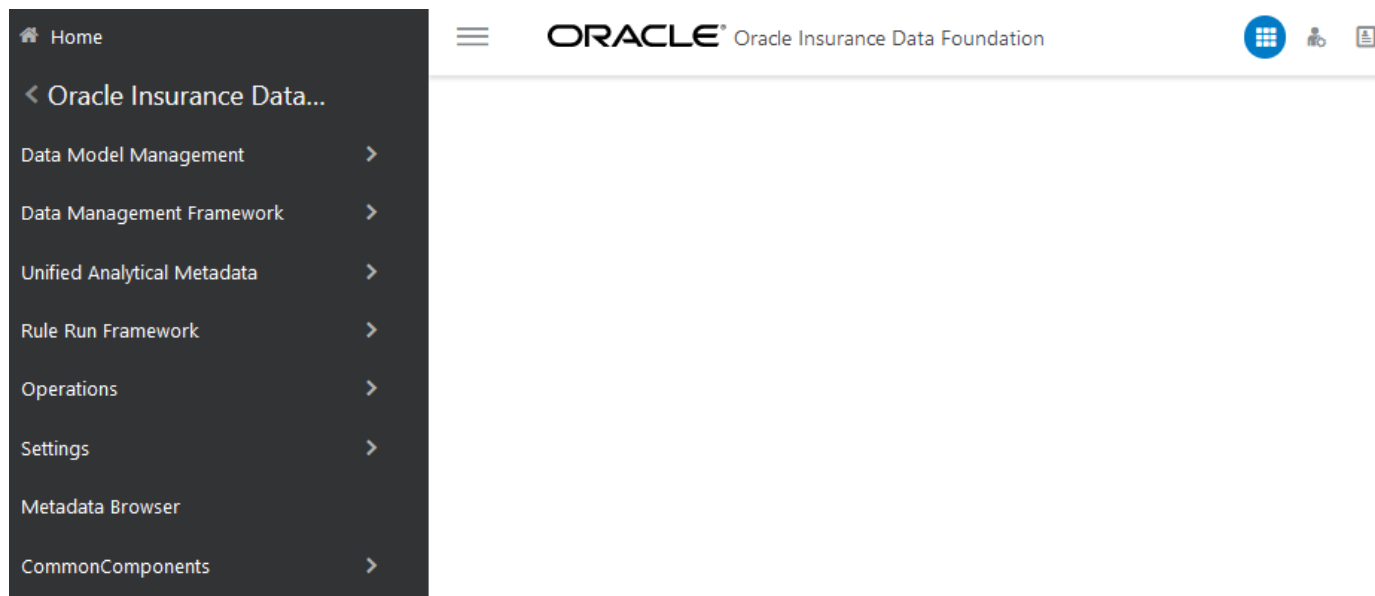 Home
Oracle Insurance Data...
Data Model Management
Data Management Framework
Unified Analytical Metadata
Rule Run Framework
Operations
Settings
Metadata Browser
CommonComponents
ORACLE® Oracle Insurance Data Foundation